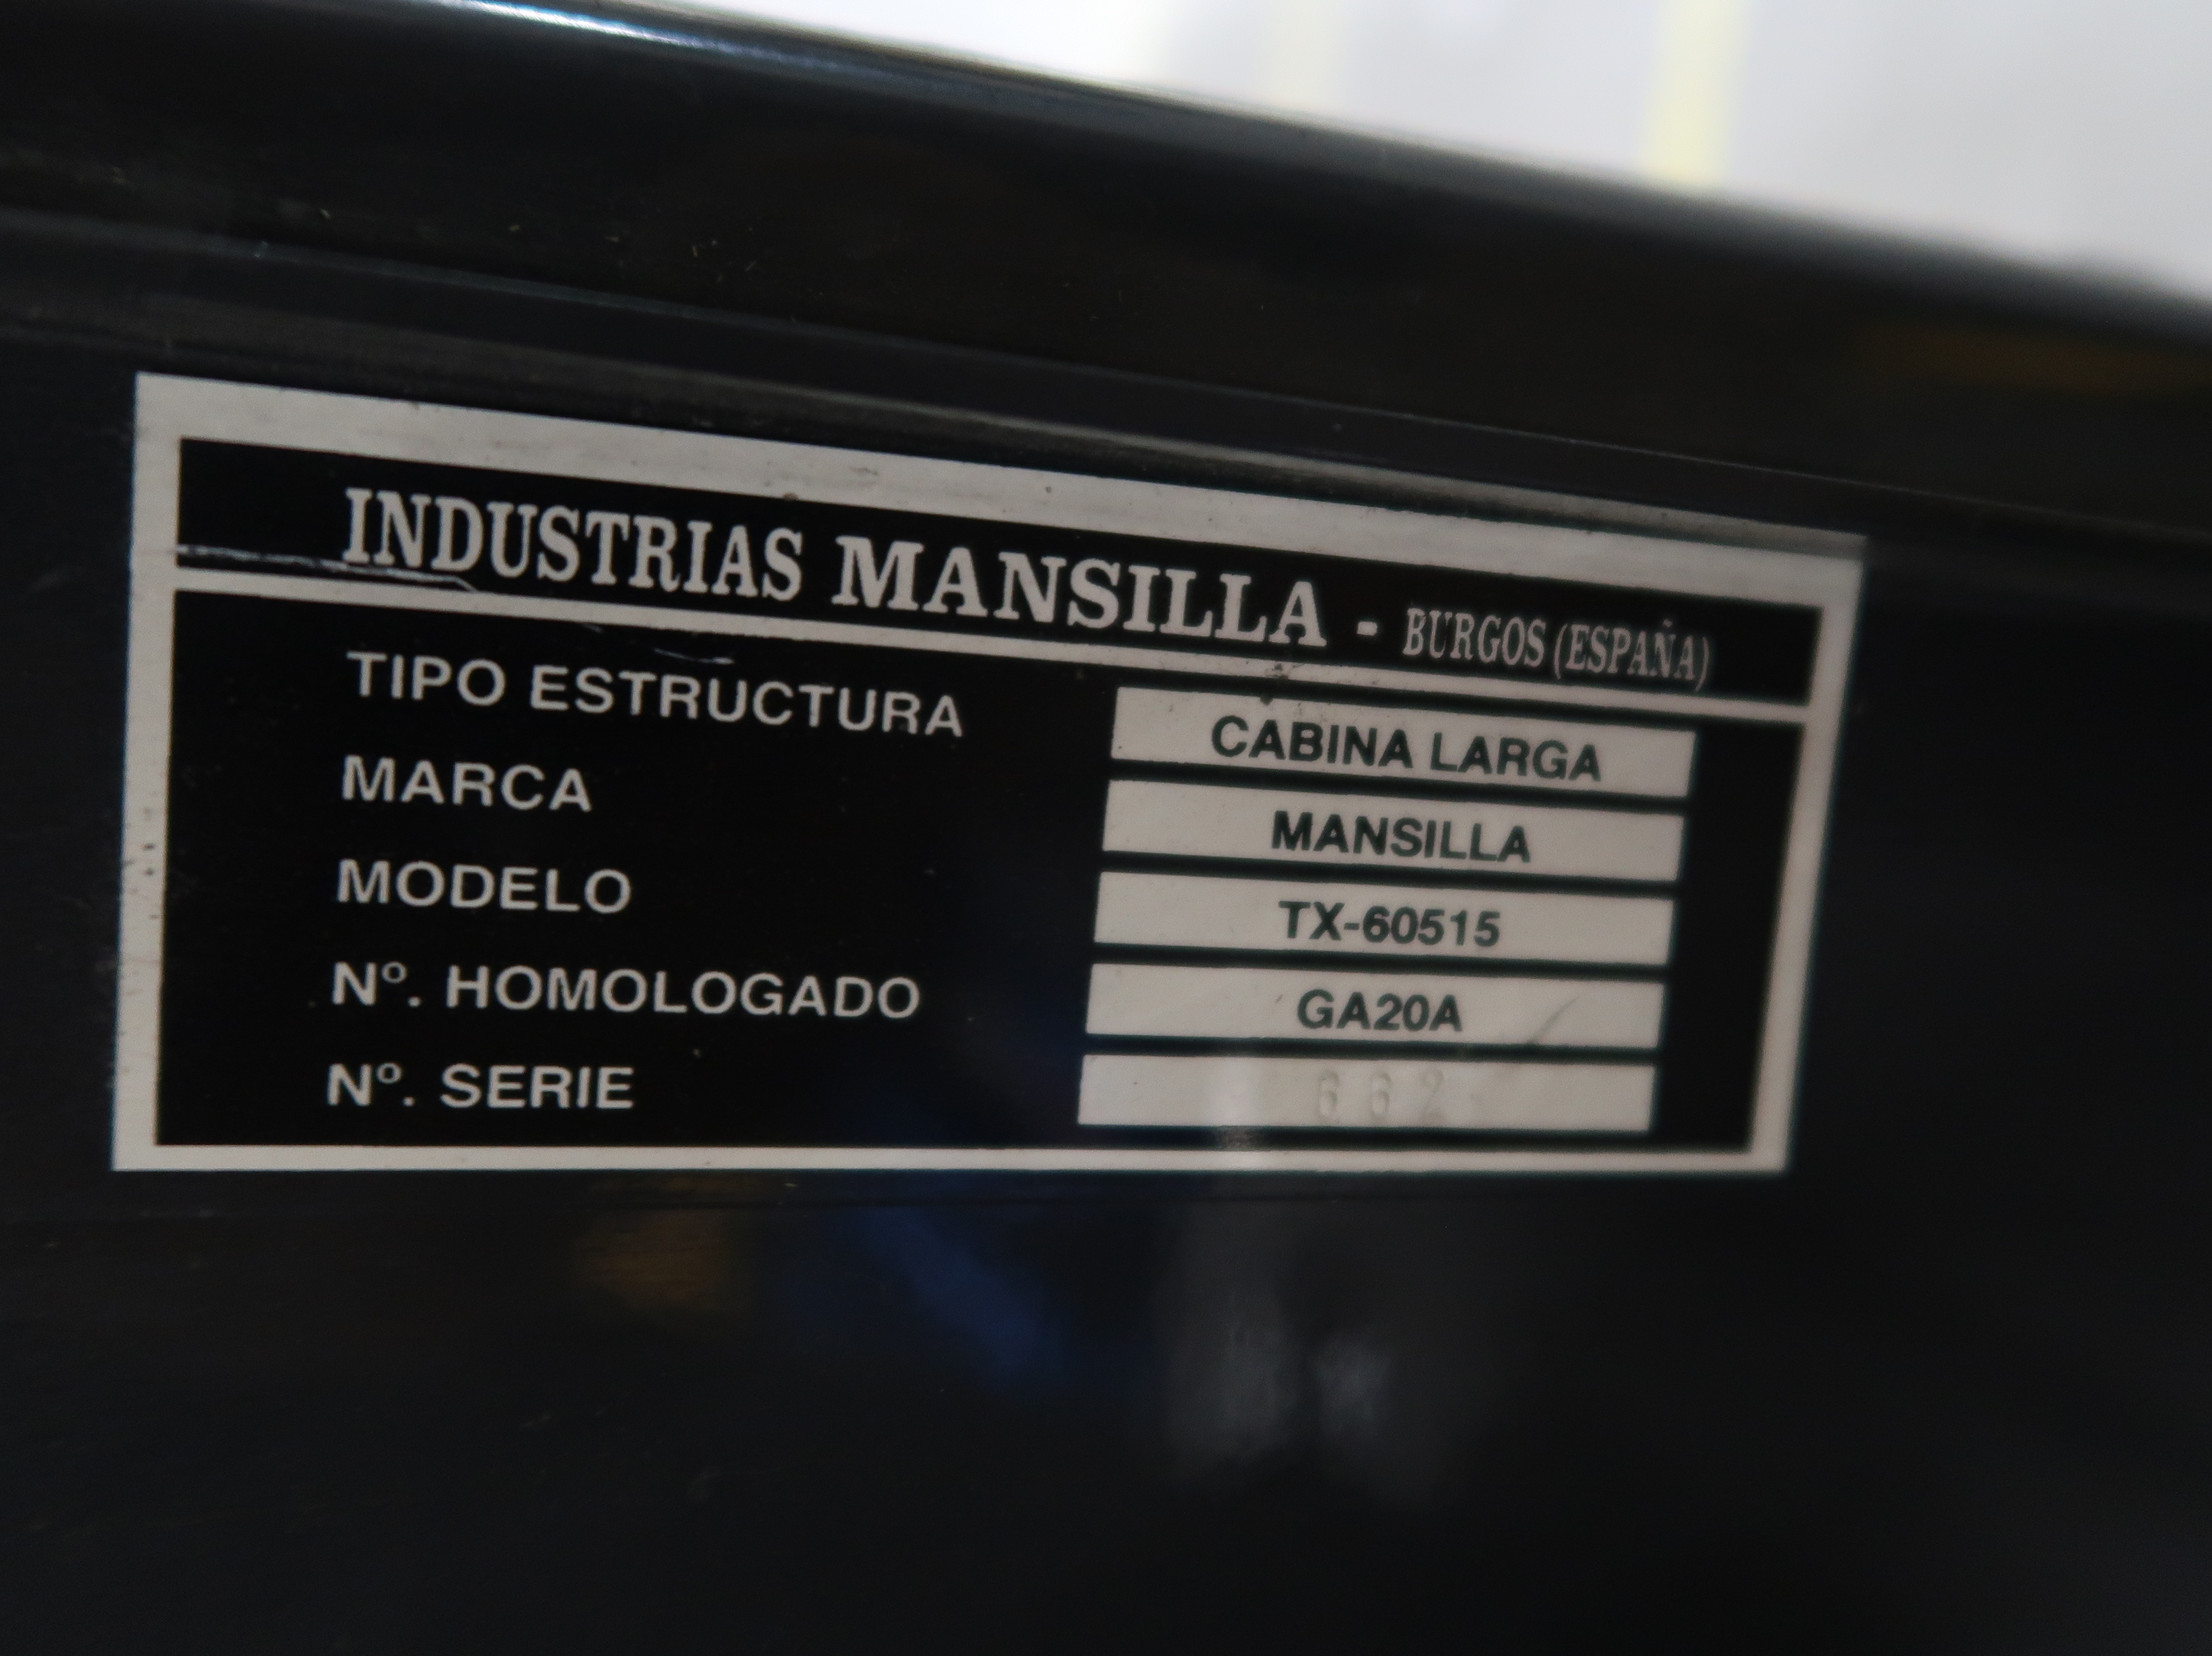 INDUSTRIAS MANSILLA - BURGOS (ESPAÑA)
TIPO ESTRUCTURA CABINA LARGA
MARCA MANSILLA
MODELO TX-60515
Nº. HOMOLOGADO GA20A
Nº. SERIE 662